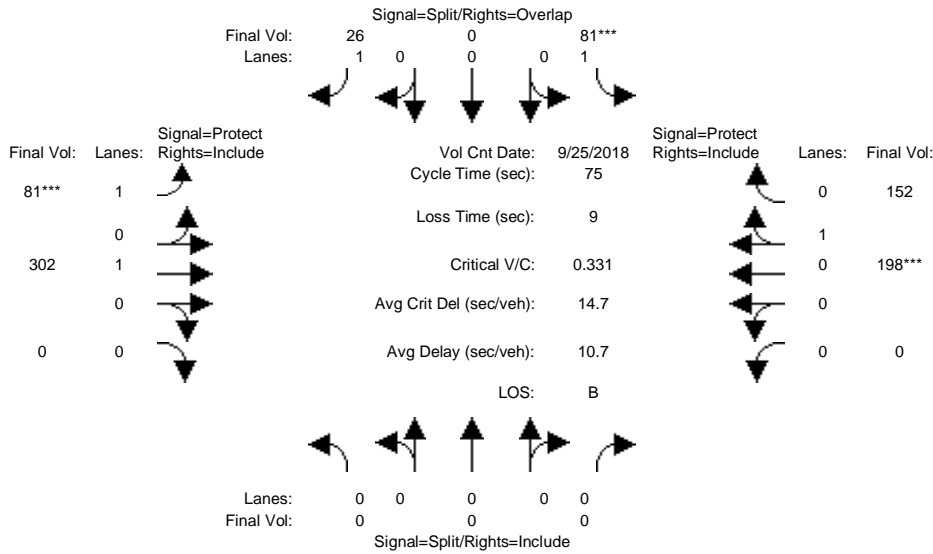 Signal=Split/Rights=Overlap
Final Vol: 26 0 81***
Lanes: 1 0 0 0 1
Signal=Protect
Final Vol: Lanes: Rights=Include
Vol Cnt Date: 9/25/2018
Signal=Protect
Rights=Include Lanes: Final Vol:
Cycle Time (sec): 75
81*** 1
0 152
Loss Time (sec): 9
0
1
302 1
Critical V/C: 0.331
0 198***
0
Avg Crit Del (sec/veh): 14.7
0
0 0
Avg Delay (sec/veh): 10.7
0 0
LOS: B
Lanes: 0 0 0 0 0
Final Vol: 0 0 0
Signal=Split/Rights=Include